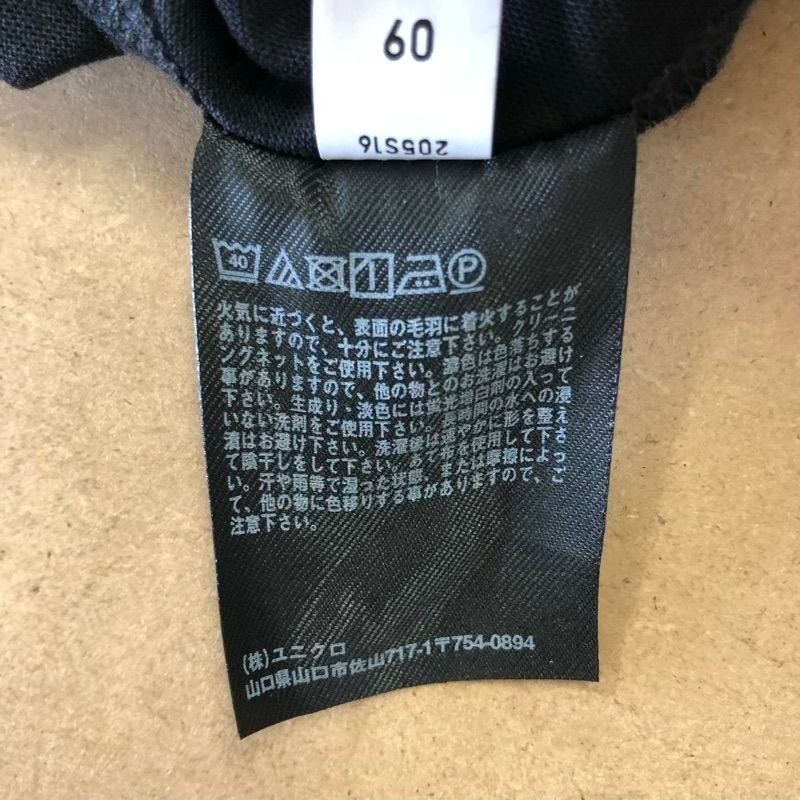 09
205S16
40
P
火気に近づくと、表面の毛羽に着火することが
ありますので、十分にご注意下さい。クリーニ
ングネットをご使用下さい。濃色は色落ちする
事がありますので、他の物とのお洗濯はお避け
下さい。生成り・淡色には蛍光増白剤の入って
いない洗剤をご使用下さい。長時間の水への浸
漬はお避け下さい。洗濯後は速やかに形を整え
て陰干しをして下さい。あて布を使用して下さ
い。汗や雨等で湿った状態、または摩擦によっ
て、他の物に色移りする事がありますので、ご
注意下さい。
(株)ユニクロ
山口県山口市佐山717-1〒754-0894